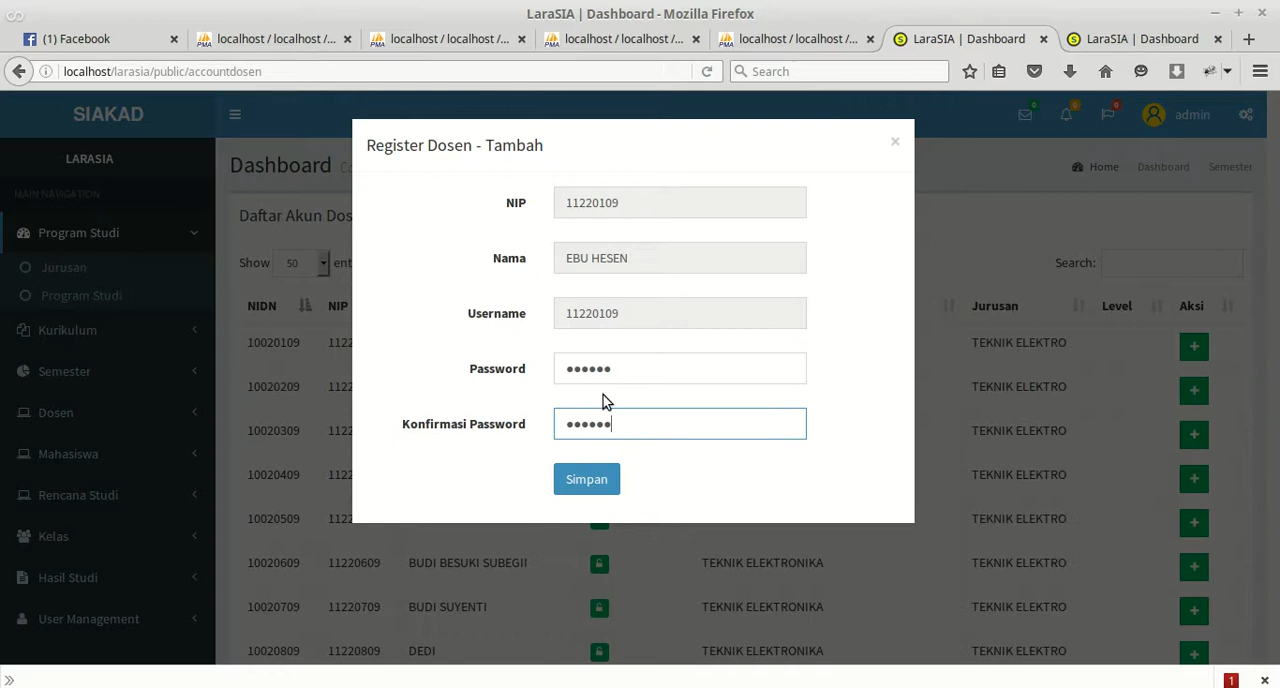 LaraSIA | Dashboard - Mozilla Firefox
(1) Facebook
localhost / localhost /...
localhost / localhost /...
localhost / localhost /...
localhost / localhost /...
LaraSIA | Dashboard
LaraSIA | Dashboard
localhost/larasia/public/accountdosen
Search
SIAKAD
0
0
0
admin
LARASIA
MAIN NAVIGATION
Program Studi
Jurusan
Program Studi
Kurikulum
Semester
Dosen
Mahasiswa
Rencana Studi
Kelas
Hasil Studi
User Management
Dashboard
Home
Dashboard
Semester
Daftar Akun Dos
Show 50 ent
Search:
Register Dosen - Tambah
×
NIP 11220109
Nama EBU HESEN
Username 11220109
Password ●●●●●●
Konfirmasi Password ●●●●●●
Simpan
NIDN NIP Jurusan Level Aksi
10020109 1122 TEKNIK ELEKTRO
10020209 1122 TEKNIK ELEKTRO
10020309 1122 TEKNIK ELEKTRO
10020409 1122 TEKNIK ELEKTRO
10020509 1122 TEKNIK ELEKTRO
10020609 11220609 BUDI BESUKI SUBEGII TEKNIK ELEKTRONIKA TEKNIK ELEKTRO
10020709 11220709 BUDI SUYENTI TEKNIK ELEKTRONIKA TEKNIK ELEKTRO
10020809 11220809 DEDI TEKNIK ELEKTRONIKA TEKNIK ELEKTRO
1